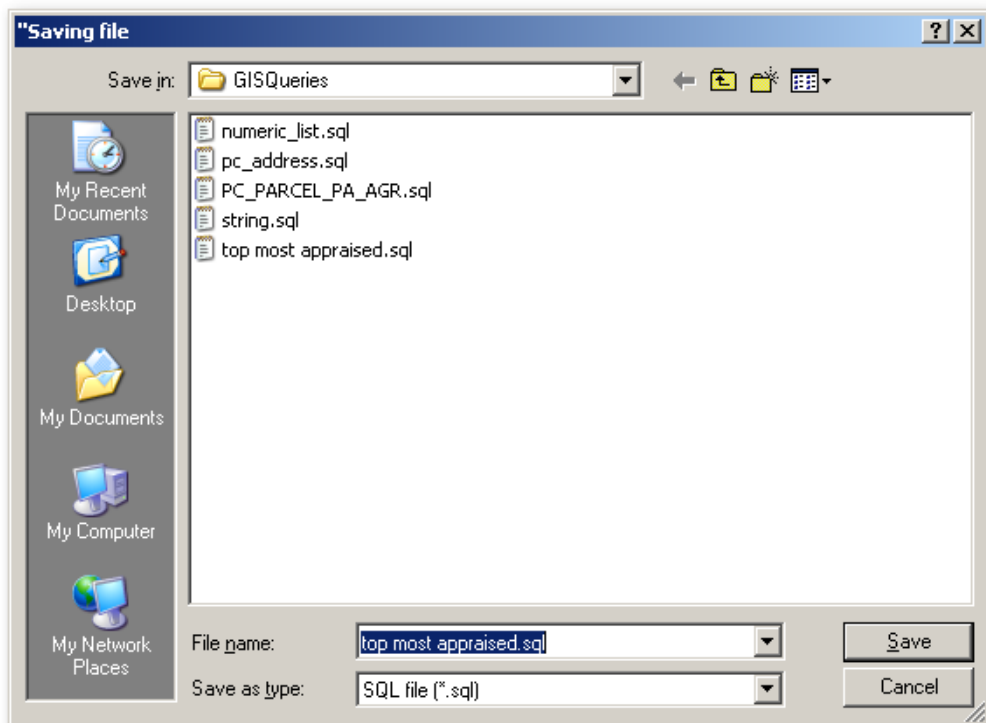 "Saving file
Save in: GISQueries
My Recent
Documents
Desktop
My Documents
My Computer
My Network
Places
numeric_list.sql
pc_address.sql
PC_PARCEL_PA_AGR.sql
string.sql
top most appraised.sql
File name: top most appraised.sql Save
Save as type: SQL file (*.sql) Cancel